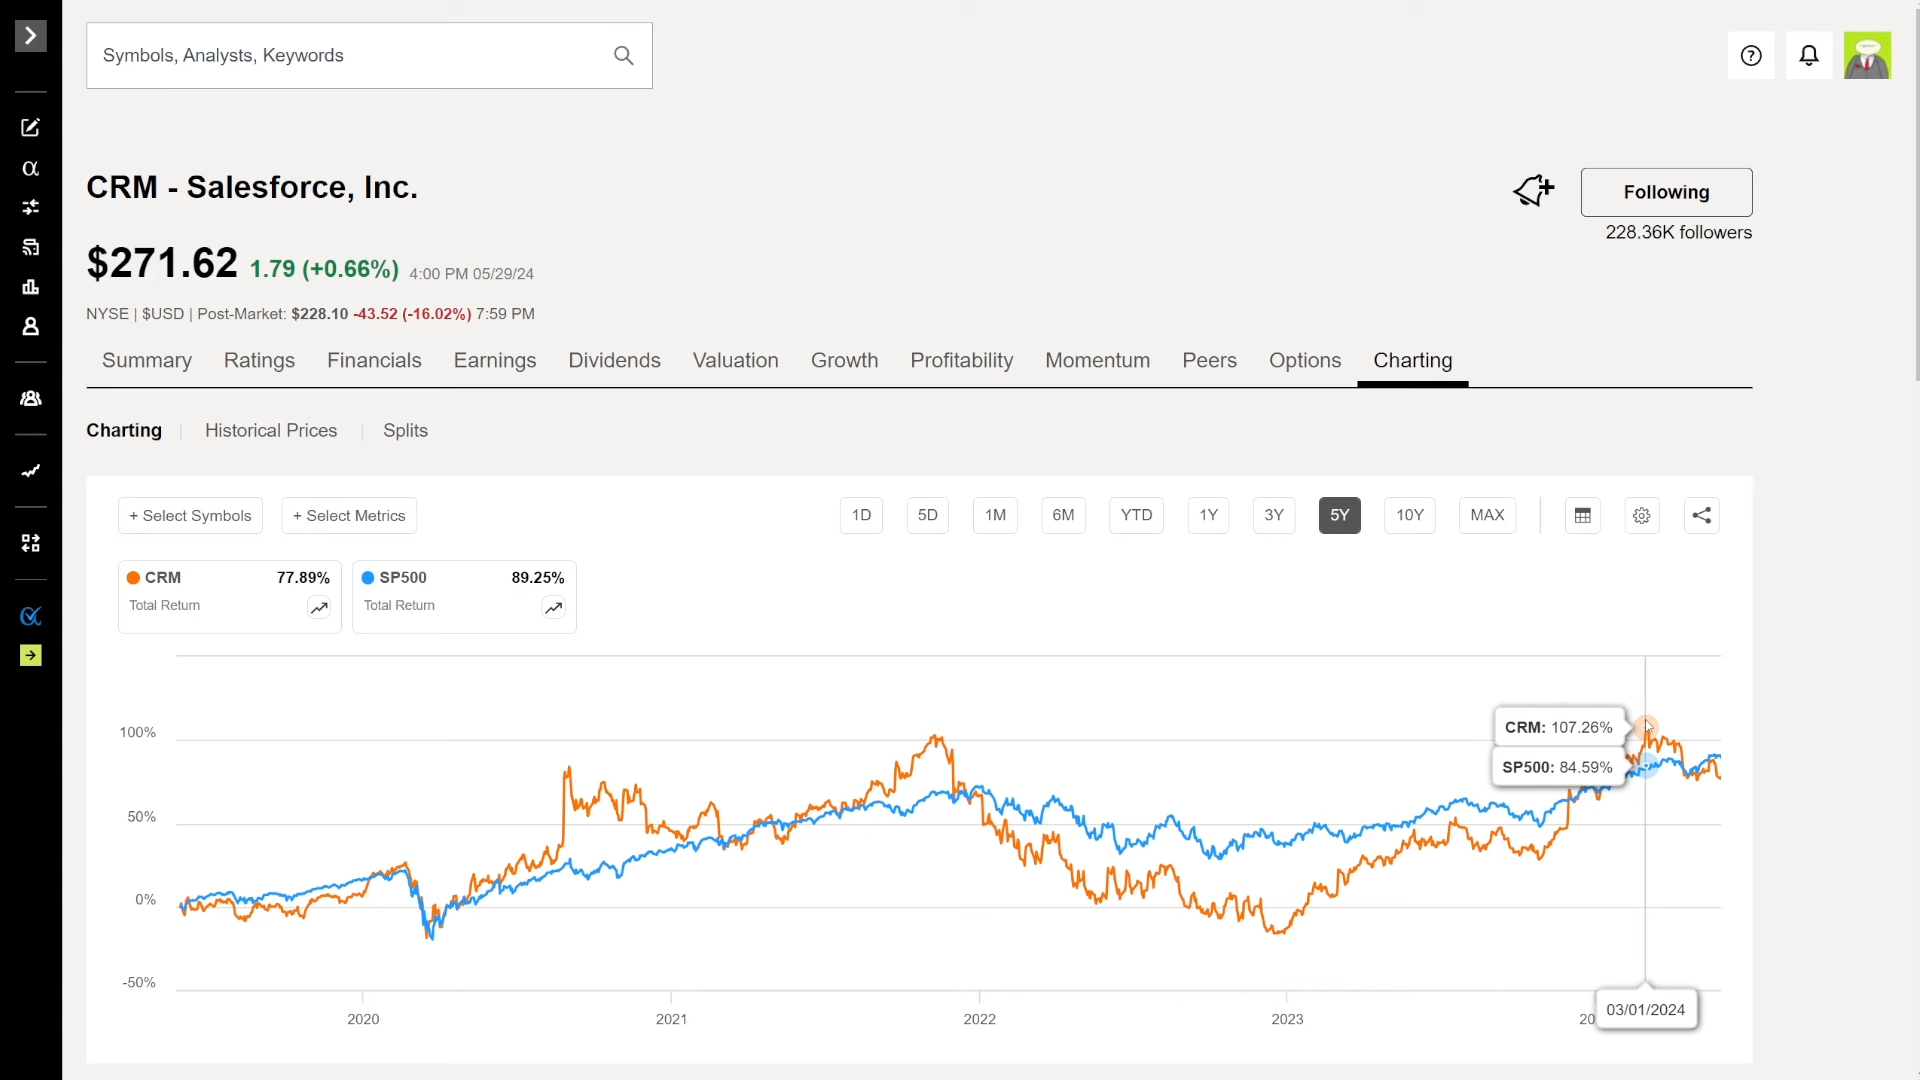 Symbols, Analysts, Keywords
CRM - Salesforce, Inc.
Following
228.36K followers
$271.62 1.79 (+0.66%) 4:00 PM 05/29/24
NYSE | $USD | Post-Market: $228.10 -43.52 (-16.02%) 7:59 PM
Summary Ratings Financials Earnings Dividends Valuation Growth Profitability Momentum Peers Options Charting
Charting | Historical Prices | Splits
+ Select Symbols + Select Metrics 1D 5D 1M 6M YTD 1Y 3Y 5Y 10Y MAX
CRM 77.89% SP500 89.25%
Total Return Total Return
CRM: 107.26%
100%
SP500: 84.59%
50%
0%
-50%
03/01/2024
2020 2021 2022 2023 20